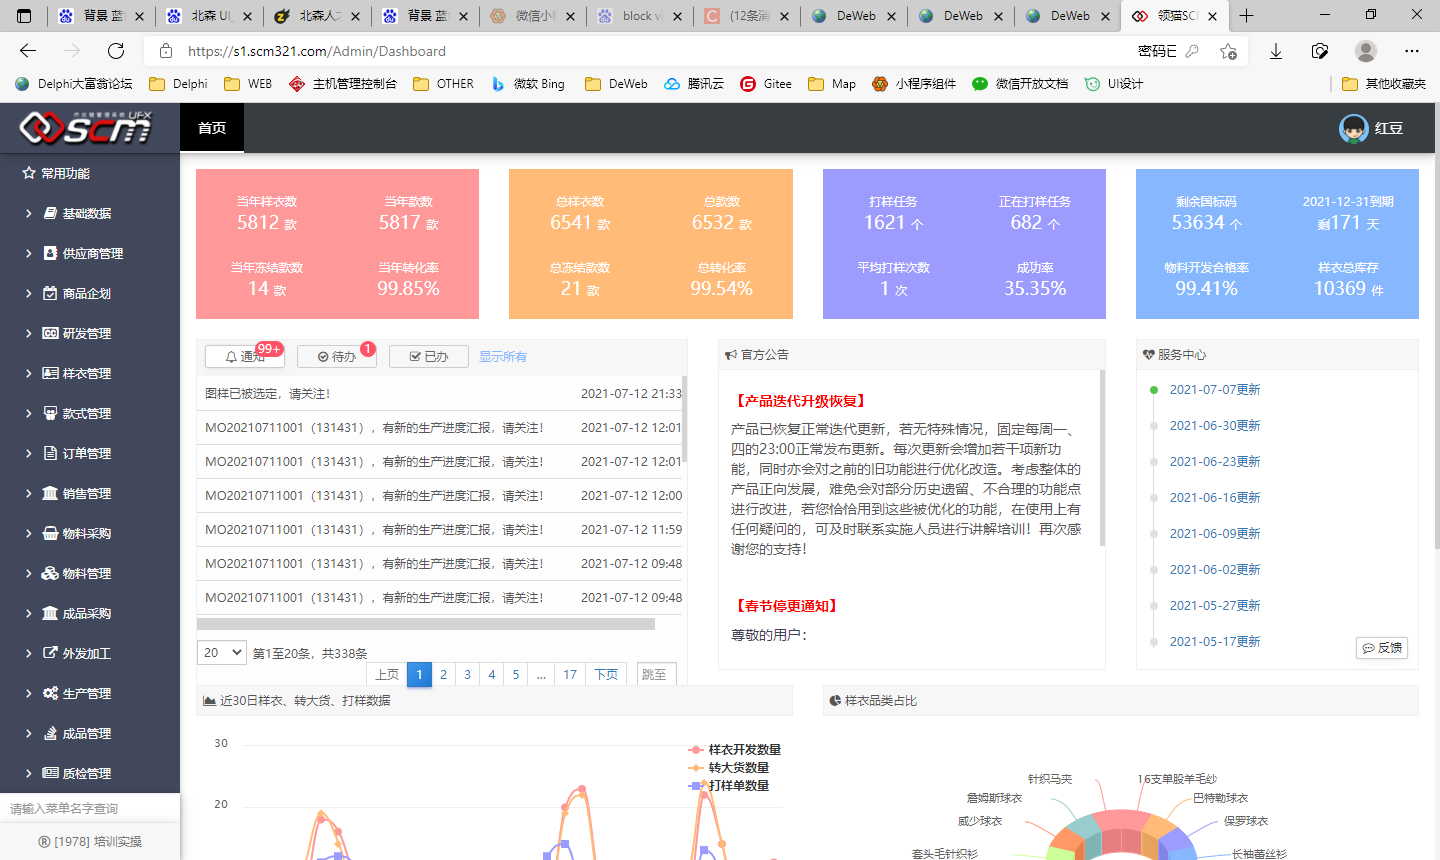 背景 蓝
北森 UI_
北森人才
背景 蓝
微信小程
block vi
(12条消
DeWeb
DeWeb
DeWeb
领猫SC
https://s1.scm321.com/Admin/Dashboard
密码已
Delphi大富翁论坛
Delphi
WEB
主机管理控制台
OTHER
微软 Bing
DeWeb
腾讯云
Gitee
Map
小程序组件
微信开放文档
UI设计
其他收藏夹
供应链管理系统 UFX
SCM
首页
红豆
常用功能
基础数据
供应商管理
商品企划
研发管理
样衣管理
款式管理
订单管理
销售管理
物料采购
物料管理
成品采购
外发加工
生产管理
成品管理
质检管理
请输入菜单名字查询
® [1978] 培训实操
当年样衣数
5812 款
当年款数
5817 款
当年冻结款数
14 款
当年转化率
99.85%
总样衣数
6541 款
总款数
6532 款
总冻结款数
21 款
总转化率
99.54%
打样任务
1621 个
正在打样任务
682 个
平均打样次数
1 次
成功率
35.35%
剩余国标码
53634 个
2021-12-31到期
剩171 天
物料开发合格率
99.41%
样衣总库存
10369 件
通知
99+
待办
1
已办
显示所有
图样已被选定，请关注！ 2021-07-12 21:33
MO20210711001（131431），有新的生产进度汇报，请关注！ 2021-07-12 12:01
MO20210711001（131431），有新的生产进度汇报，请关注！ 2021-07-12 12:01
MO20210711001（131431），有新的生产进度汇报，请关注！ 2021-07-12 12:00
MO20210711001（131431），有新的生产进度汇报，请关注！ 2021-07-12 11:59
MO20210711001（131431），有新的生产进度汇报，请关注！ 2021-07-12 09:48
MO20210711001（131431），有新的生产进度汇报，请关注！ 2021-07-12 09:48
20 第1至20条，共338条
上页 1 2 3 4 5 ... 17 下页 跳至
官方公告
【产品迭代升级恢复】
产品已恢复正常迭代更新，若无特殊情况，固定每周一、
四的23:00正常发布更新。每次更新会增加若干项新功
能，同时亦会对之前的旧功能进行优化改造。考虑整体的
产品正向发展，难免会对部分历史遗留、不合理的功能点
进行改进，若您恰恰用到这些被优化的功能，在使用上有
任何疑问的，可及时联系实施人员进行讲解培训！再次感
谢您的支持！
【春节停更通知】
尊敬的用户：
服务中心
2021-07-07更新
2021-06-30更新
2021-06-23更新
2021-06-16更新
2021-06-09更新
2021-06-02更新
2021-05-27更新
2021-05-17更新
反馈
近30日样衣、转大货、打样数据
30
20
样衣开发数量
转大货数量
打样单数量
样衣品类占比
针织马夹
16支单股羊毛纱
詹姆斯球衣
巴特勒球衣
威少球衣
保罗球衣
套头毛针织衫
长袖蕾丝衫